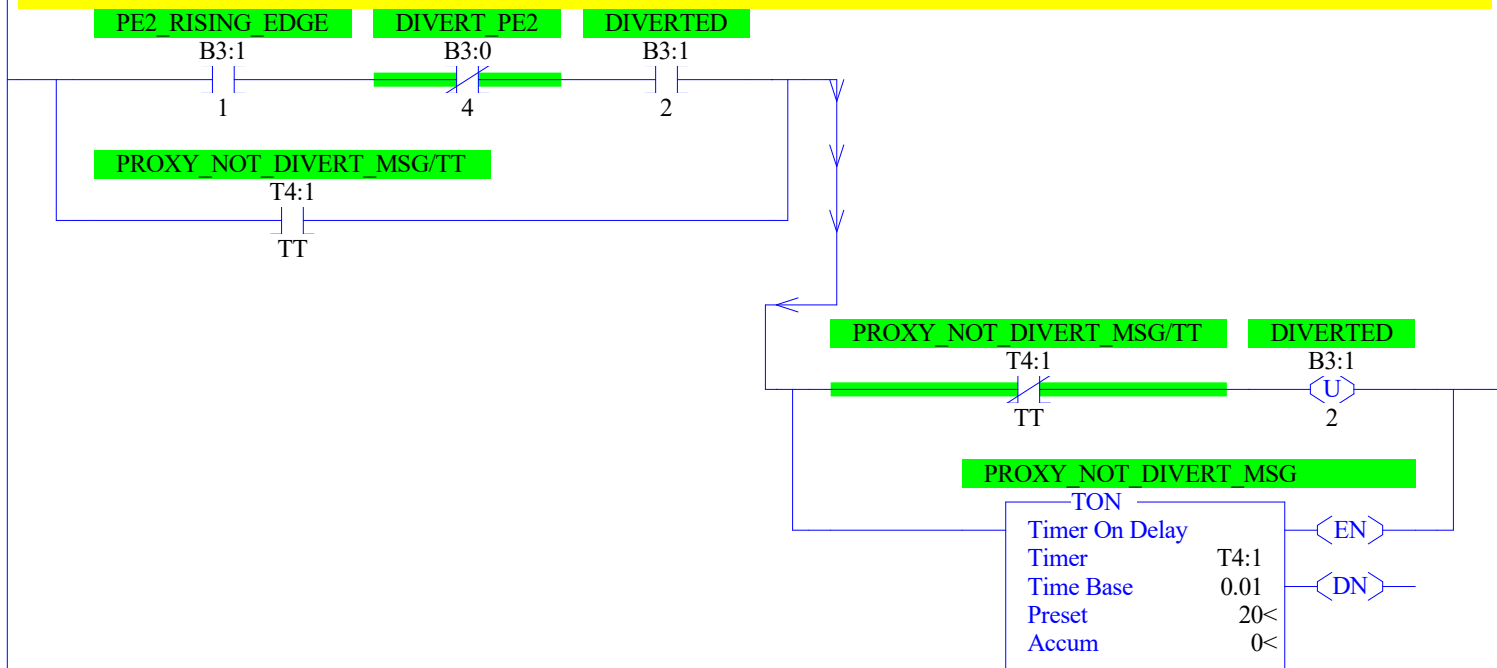 PE2_RISING_EDGE DIVERT_PE2 DIVERTED
B3:1 B3:0 B3:1
1 4 2
PROXY_NOT_DIVERT_MSG/TT
T4:1
TT
PROXY_NOT_DIVERT_MSG/TT DIVERTED
T4:1 B3:1
U
TT 2
PROXY_NOT_DIVERT_MSG
TON
Timer On Delay EN
Timer T4:1
Time Base 0.01 DN
Preset 20<
Accum 0<